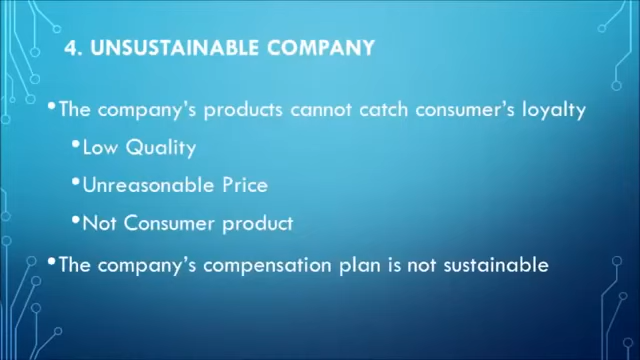 4. UNSUSTAINABLE COMPANY
•The company's products cannot catch consumer's loyalty
•Low Quality
•Unreasonable Price
•Not Consumer product
•The company's compensation plan is not sustainable